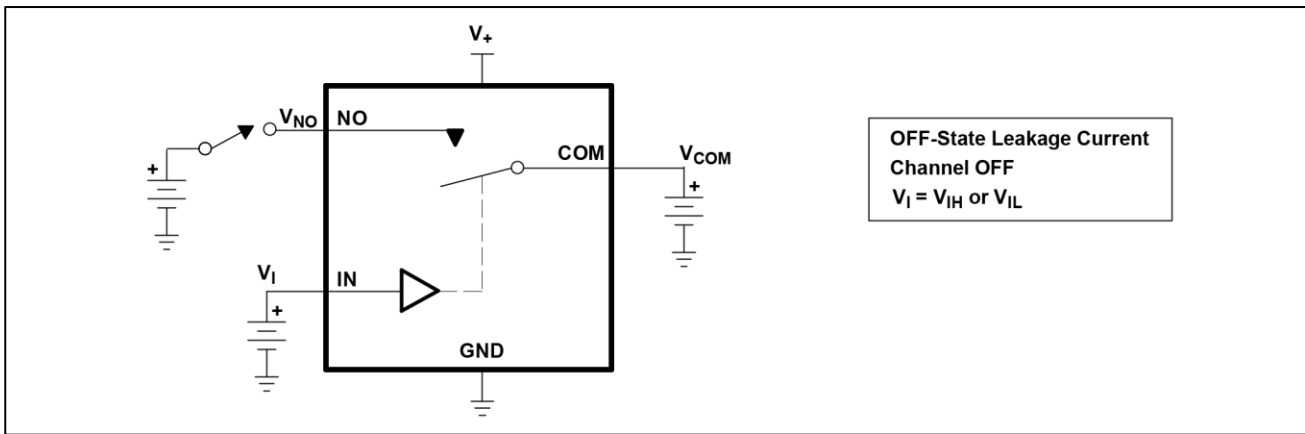 V+
VNO
NO
COM
VCOM
+
+
VI
IN
+
GND
OFF-State Leakage Current
Channel OFF
VI = VIH or VIL